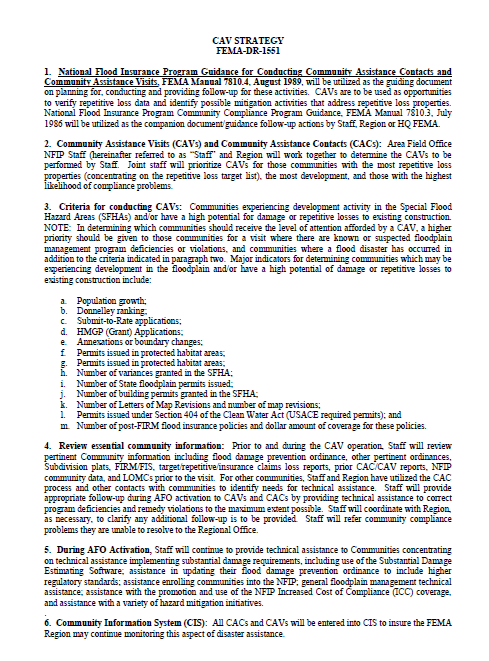 CAV STRATEGY
FEMA-DR-1551
1. National Flood Insurance Program Guidance for Conducting Community Assistance Contacts and
Community Assistance Visits, FEMA Manual 7810.4, August 1989, will be utilized as the guiding document
on planning for, conducting and providing follow-up for these activities. CAVs are to be used as opportunities
to verify repetitive loss data and identify possible mitigation activities that address repetitive loss properties.
National Flood Insurance Program Community Compliance Program Guidance, FEMA Manual 7810.3, July
1986 will be utilized as the companion document/guidance follow-up actions by Staff, Region or HQ FEMA.
2. Community Assistance Visits (CAVs) and Community Assistance Contacts (CACs): Area Field Office
NFIP Staff (hereinafter referred to as "Staff" and Region will work together to determine the CAVs to be
performed by Staff. Joint staff will prioritize CAVs for those communities with the most repetitive loss
properties (concentrating on the repetitive loss target list), the most development, and those with the highest
likelihood of compliance problems.
3. Criteria for conducting CAVs: Communities experiencing development activity in the Special Flood
Hazard Areas (SFHAs) and/or have a high potential for damage or repetitive losses to existing construction.
NOTE: In determining which communities should receive the level of attention afforded by a CAV, a higher
priority should be given to those communities for a visit where there are known or suspected floodplain
management program deficiencies or violations, and communities where a flood disaster has occurred in
addition to the criteria indicated in paragraph two. Major indicators for determining communities which may be
experiencing development in the floodplain and/or have a high potential of damage or repetitive losses to
existing construction include:
a. Population growth;
b. Donnelley ranking;
c. Submit-to-Rate applications;
d. HMGP (Grant) Applications;
e. Annexations or boundary changes;
f. Permits issued in protected habitat areas;
g. Permits issued in protected habitat areas;
h. Number of variances granted in the SFHA;
i. Number of State floodplain permits issued;
j. Number of building permits granted in the SFHA;
k. Number of Letters of Map Revisions and number of map revisions;
l. Permits issued under Section 404 of the Clean Water Act (USACE required permits); and
m. Number of post-FIRM flood insurance policies and dollar amount of coverage for these policies.
4. Review essential community information: Prior to and during the CAV operation, Staff will review
pertinent Community information including flood damage prevention ordinance, other pertinent ordinances,
Subdivision plats, FIRM/FIS, target/repetitive/insurance claims loss reports, prior CAC/CAV reports, NFIP
community data, and LOMCs prior to the visit. For other communities, Staff and Region have utilized the CAC
process and other contacts with communities to identify needs for technical assistance. Staff will provide
appropriate follow-up during AFO activation to CAVs and CACs by providing technical assistance to correct
program deficiencies and remedy violations to the maximum extent possible. Staff will coordinate with Region,
as necessary, to clarify any additional follow-up is to be provided. Staff will refer community compliance
problems they are unable to resolve to the Regional Office.
5. During AFO Activation, Staff will continue to provide technical assistance to Communities concentrating
on technical assistance implementing substantial damage requirements, including use of the Substantial Damage
Estimating Software; assistance in updating their flood damage prevention ordinance to include higher
regulatory standards; assistance enrolling communities into the NFIP; general floodplain management technical
assistance; assistance with the promotion and use of the NFIP Increased Cost of Compliance (ICC) coverage,
and assistance with a variety of hazard mitigation initiatives.
.
6. Community Information System (CIS): All CACs and CAVs will be entered into CIS to insure the FEMA
Region may continue monitoring this aspect of disaster assistance.